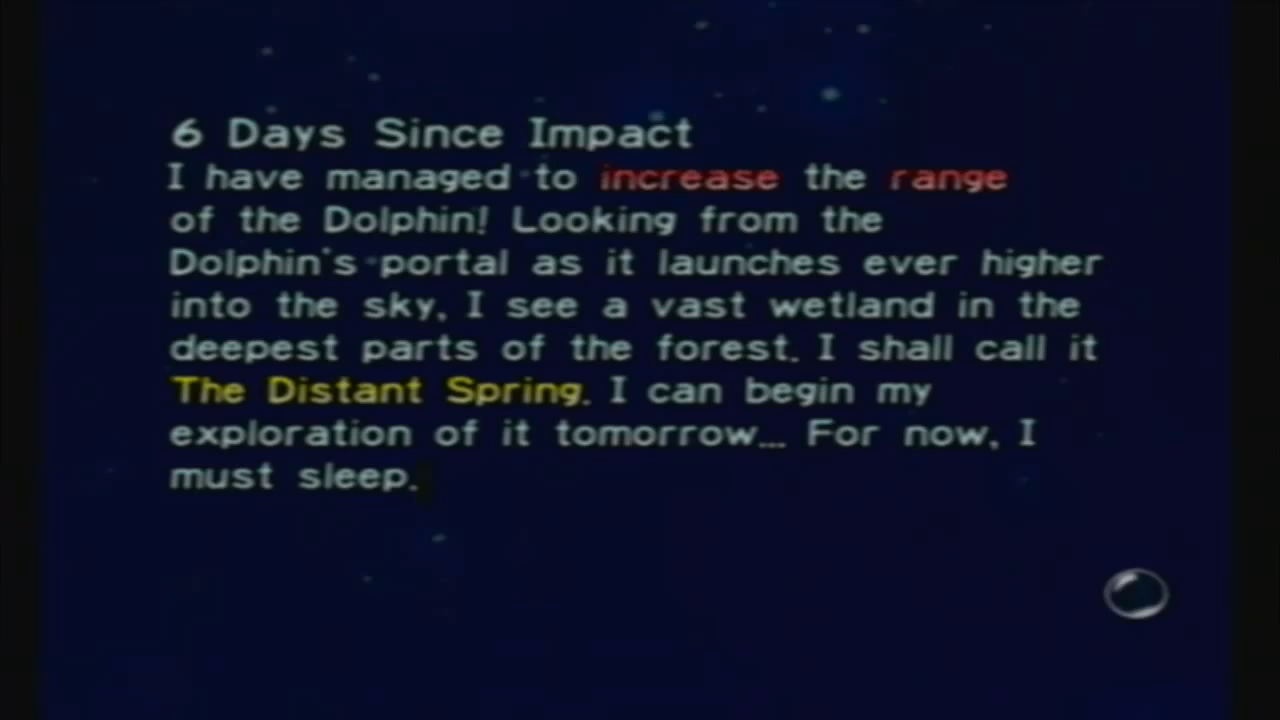 6 Days Since Impact
I have managed to increase the range
of the Dolphin! Looking from the
Dolphin's portal as it launches ever higher
into the sky, I see a vast wetland in the
deepest parts of the forest. I shall call it
The Distant Spring. I can begin my
exploration of it tomorrow... For now, I
must sleep.